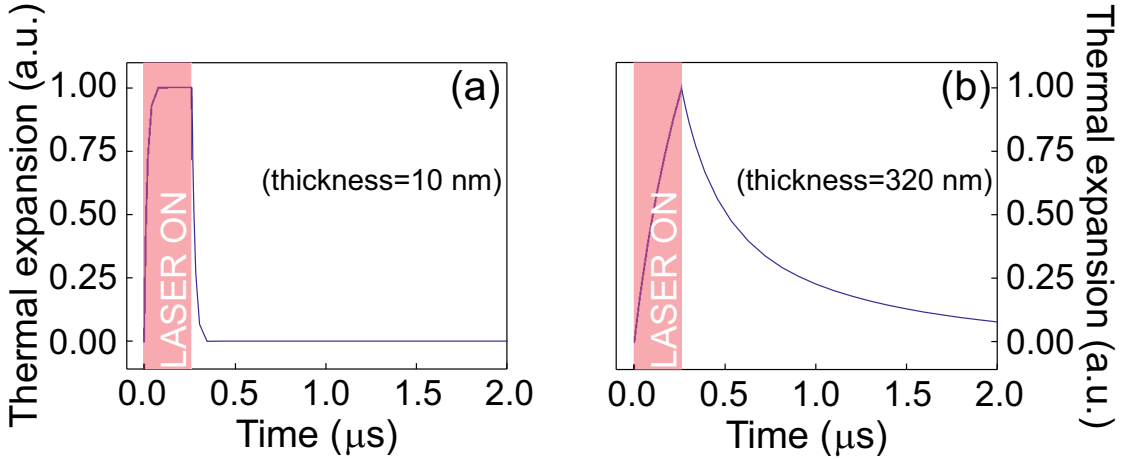 Thermal expansion (a.u.)
1.00
0.75
0.50
0.25
0.00
LASER ON
(a)
(thickness=10 nm)
0.0 0.5 1.0 1.5 2.0
Time (μs)
LASER ON
(b)
(thickness=320 nm)
0.0 0.5 1.0 1.5 2.0
Time (μs)
1.00
0.75
0.50
0.25
0.00
Thermal expansion (a.u.)